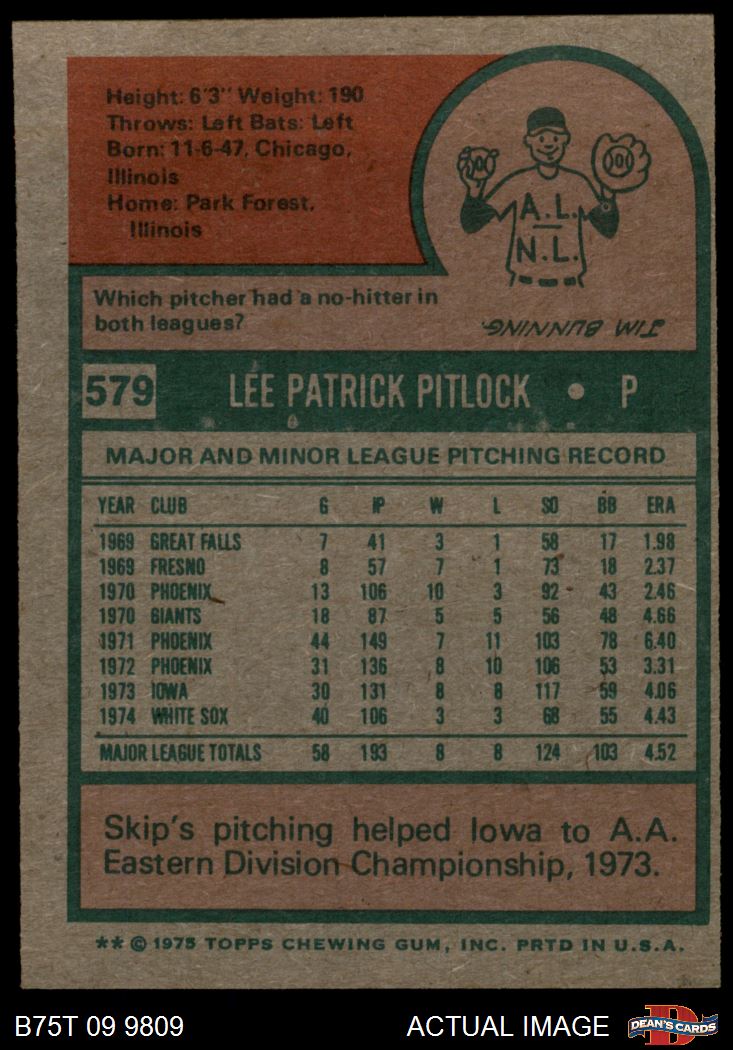 Height: 6'3" Weight: 190
Throws: Left Bats: Left
Born: 11-6-47, Chicago,
Illinois
Home: Park Forest,
Illinois
A.L.
N.L.
Which pitcher had a no-hitter in
both leagues?
JIM BUNNING.
579 LEE PATRICK PITLOCK • P
MAJOR AND MINOR LEAGUE PITCHING RECORD
YEAR CLUB G IP W L SO BB ERA
1969 GREAT FALLS 7 41 3 1 58 17 1.98
1969 FRESNO 8 57 7 1 73 18 2.37
1970 PHOENIX 13 106 10 3 92 43 2.46
1970 GIANTS 18 87 5 5 56 48 4.66
1971 PHOENIX 44 149 7 11 103 78 6.40
1972 PHOENIX 31 136 8 10 106 53 3.31
1973 IOWA 30 131 8 8 117 59 4.06
1974 WHITE SOX 40 106 3 3 68 55 4.43
MAJOR LEAGUE TOTALS 58 193 8 8 124 103 4.52
Skip's pitching helped Iowa to A.A.
Eastern Division Championship, 1973.
** © 1975 TOPPS CHEWING GUM, INC. PRTD IN U.S.A.
B75T 09 9809 ACTUAL IMAGE DEAN'S CARDS